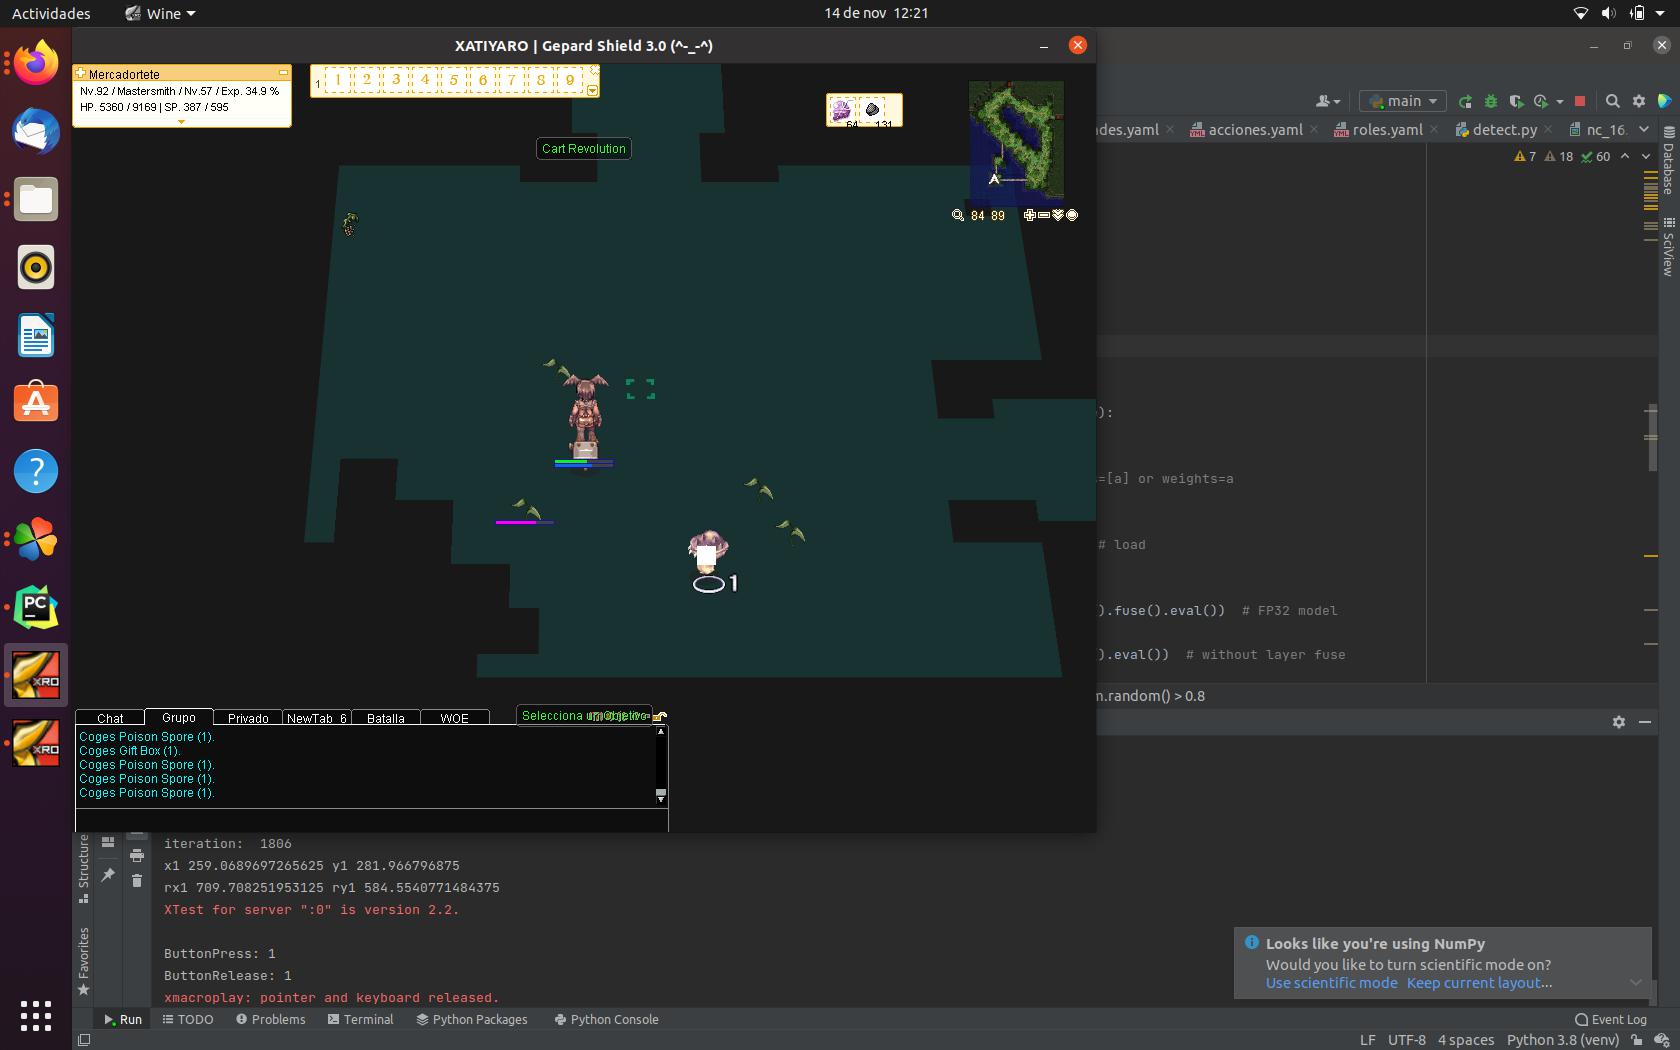 Actividades
Wine
14 de nov 12:21
XATIYARO | Gepard Shield 3.0 (^-_-^)
Mercadortete
Nv.92 / Mastersmith / Nv.57 / Exp. 34.9 %
HP. 5360 / 9169 | SP. 387 / 595
1 1 2 3 4 5 6 7 8 9
64 131
Cart Revolution
84 89
main
acciones.yaml
roles.yaml
detect.py
nc_16.
7 18 60
Database
SciView
):
=[a] or weights=a
# load
).fuse().eval()) # FP32 model
).eval()) # without layer fuse
m.random() > 0.8
1
Chat
Grupo
Privado
NewTab_6
Batalla
WOE
Coges Poison Spore (1).
Coges Gift Box (1).
Coges Poison Spore (1).
Coges Poison Spore (1).
Coges Poison Spore (1).
XRO
XRO
PC
Structure
Favorites
iteration: 1806
x1 259.0689697265625 y1 281.966796875
rx1 709.708251953125 ry1 584.5540771484375
XTest for server ":0" is version 2.2.
ButtonPress: 1
ButtonRelease: 1
xmacroplay: pointer and keyboard released.
Looks like you're using NumPy
Would you like to turn scientific mode on?
Use scientific mode Keep current layout...
Run
TODO
Problems
Terminal
Python Packages
Python Console
Event Log
LF UTF-8 4 spaces Python 3.8 (venv)